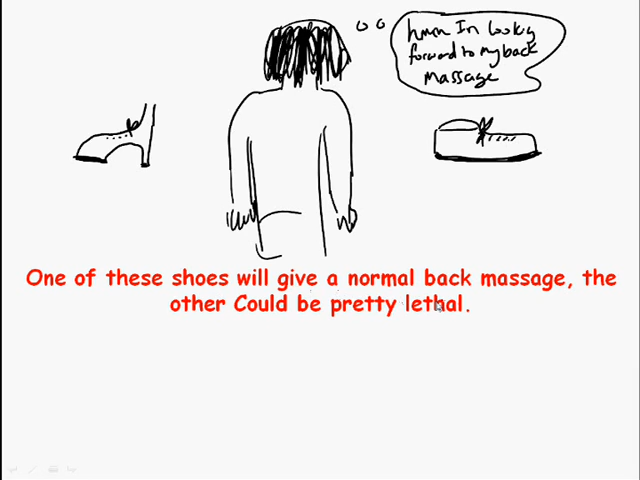 hmm Im looking
forward to my back
massage
One of these shoes will give a normal back massage, the
other Could be pretty lethal.